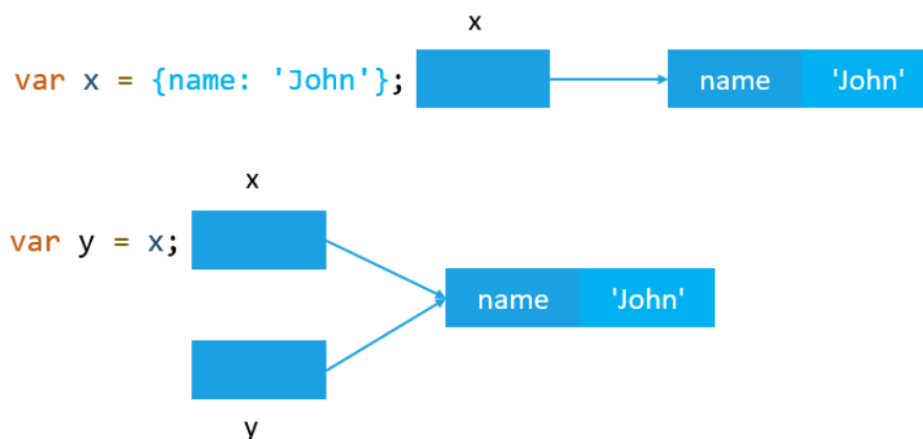 x
var x = {name: 'John'}; name 'John'
x
var y = x;
name 'John'
y